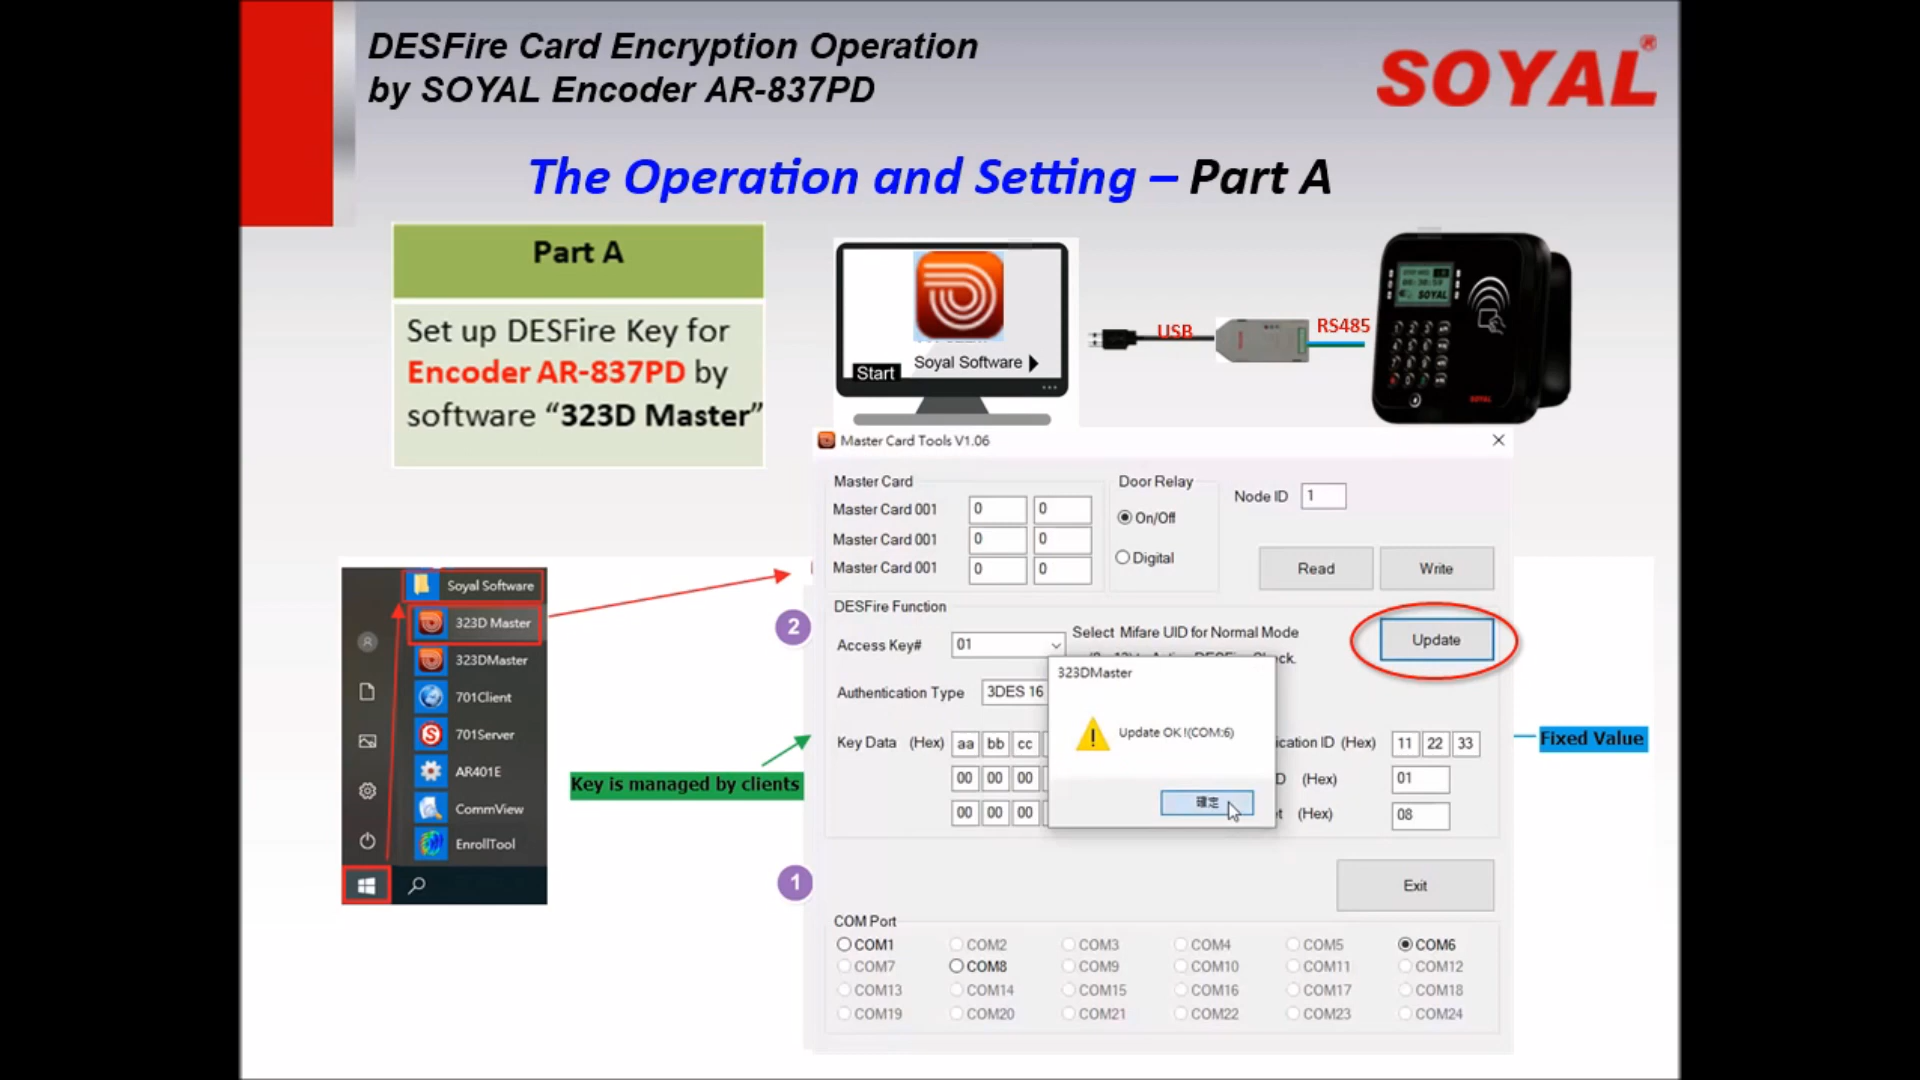 DESFire Card Encryption Operation
by SOYAL Encoder AR-837PD
SOYAL
The Operation and Setting – Part A
Part A
Set up DESFire Key for
Encoder AR-837PD by
software “323D Master”
Soyal Software
Start
USB
RS485
SOYAL
SOYAL
Master Card Tools V1.06
Master Card
Master Card 001 0 0
Master Card 001 0 0
Master Card 001 0 0
Door Relay
On/Off
Digital
Node ID 1
Read Write
Soyal Software
323D Master
323DMaster
701Client
701Server
AR401E
CommView
EnrollTool
2
DESFire Function
Access Key# 01
Select Mifare UID for Normal Mode
Update
Authentication Type 3DES 16
323DMaster
Update OK !(COM:6)
確定
Key Data (Hex) aa bb cc
00 00 00
00 00 00
ication ID (Hex) 11 22 33
D (Hex) 01
t (Hex) 08
Key is managed by clients
Fixed Value
1
Exit
COM Port
COM1 COM2 COM3 COM4 COM5 COM6
COM7 COM8 COM9 COM10 COM11 COM12
COM13 COM14 COM15 COM16 COM17 COM18
COM19 COM20 COM21 COM22 COM23 COM24